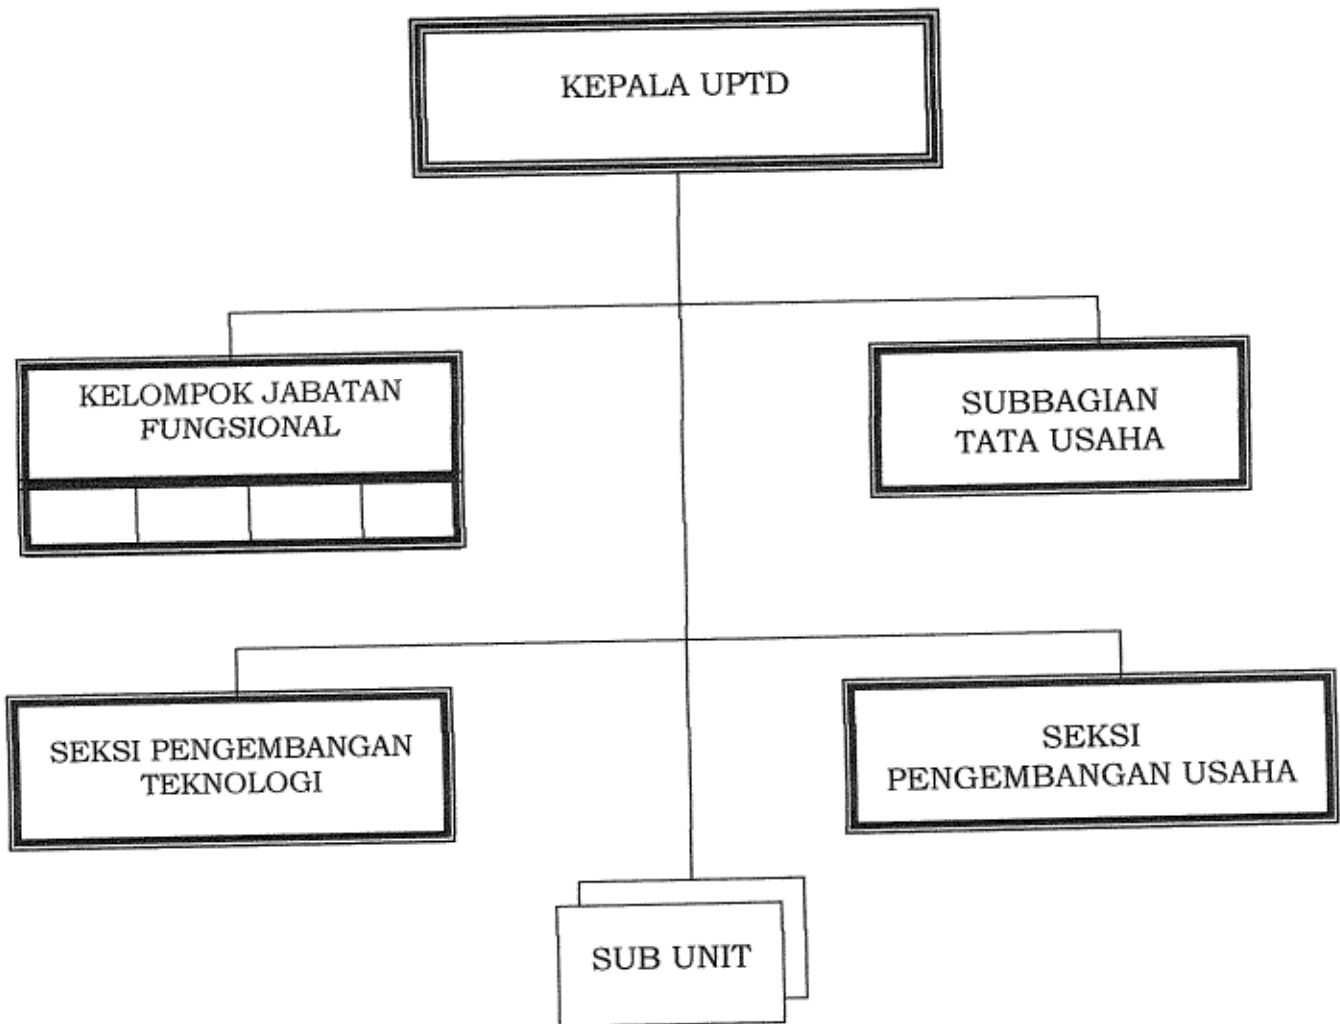 KEPALA UPTD
KELOMPOK JABATAN
FUNGSIONAL
SUBBAGIAN
TATA USAHA
SEKSI PENGEMBANGAN
TEKNOLOGI
SEKSI
PENGEMBANGAN USAHA
SUB UNIT